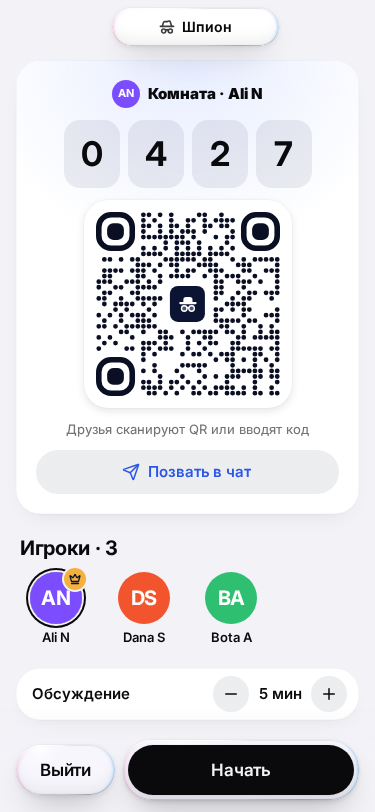 Шпион
AN Комната · Ali N
0 4 2 7
Друзья сканируют QR или вводят код
Позвать в чат
Игроки · 3
AN DS BA
Ali N Dana S Bota A
Обсуждение − 5 мин +
Выйти Начать